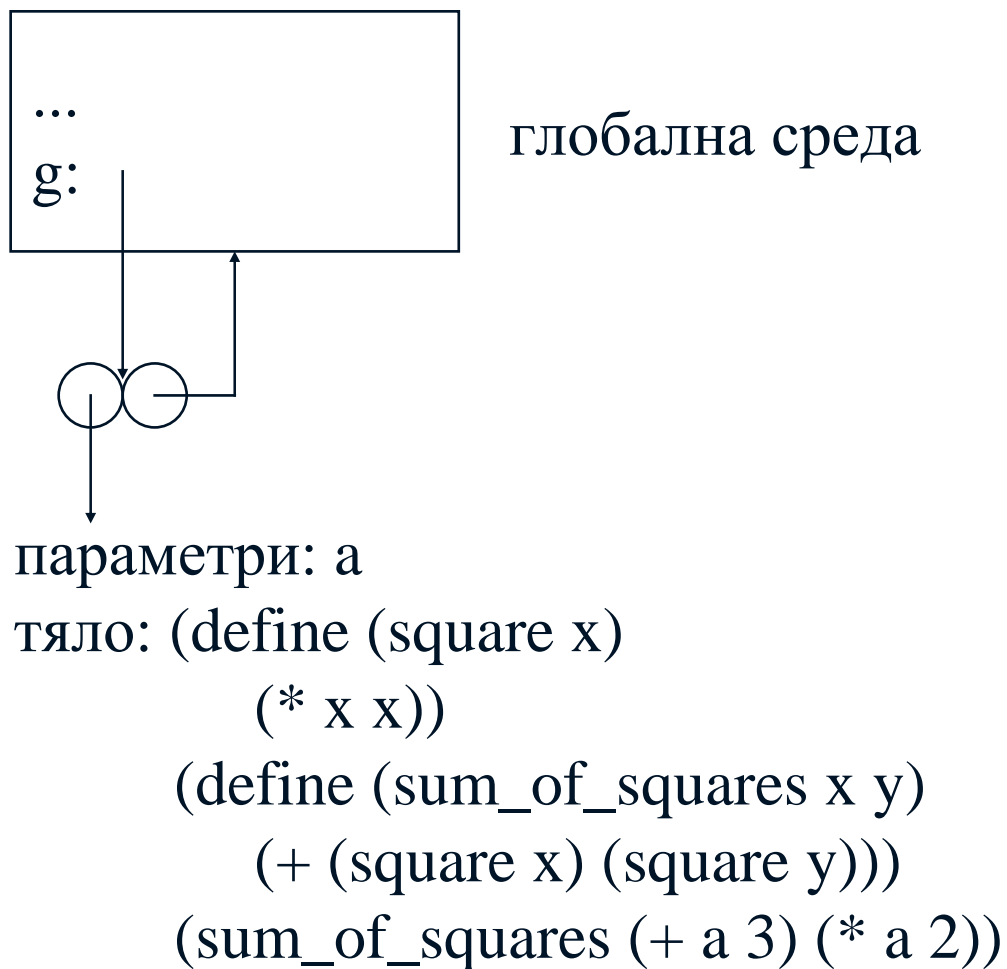 ...
g:
глобална среда
параметри: a
тяло: (define (square x)
(* x x))
(define (sum_of_squares x y)
(+ (square x) (square y)))
(sum_of_squares (+ a 3) (* a 2))